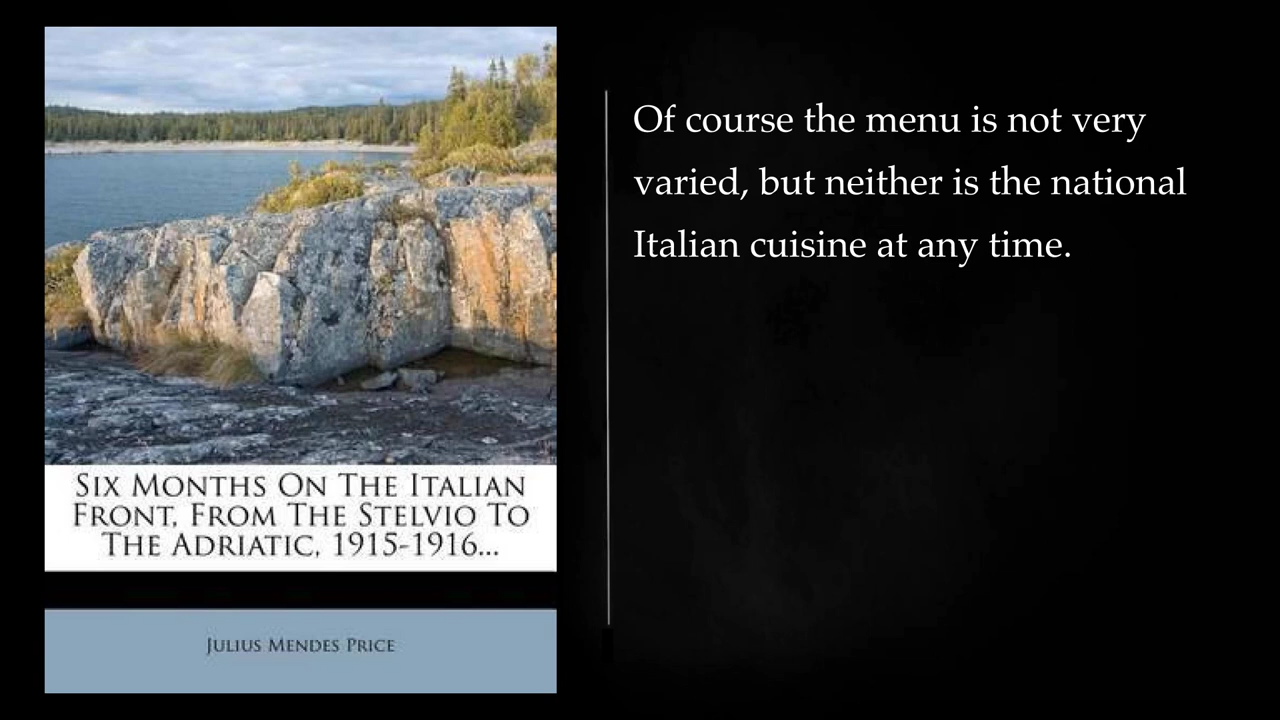 Six Months On The Italian
Front, From The Stelvio To
The Adriatic, 1915-1916...
Julius Mendes Price
Of course the menu is not very
varied, but neither is the national
Italian cuisine at any time.